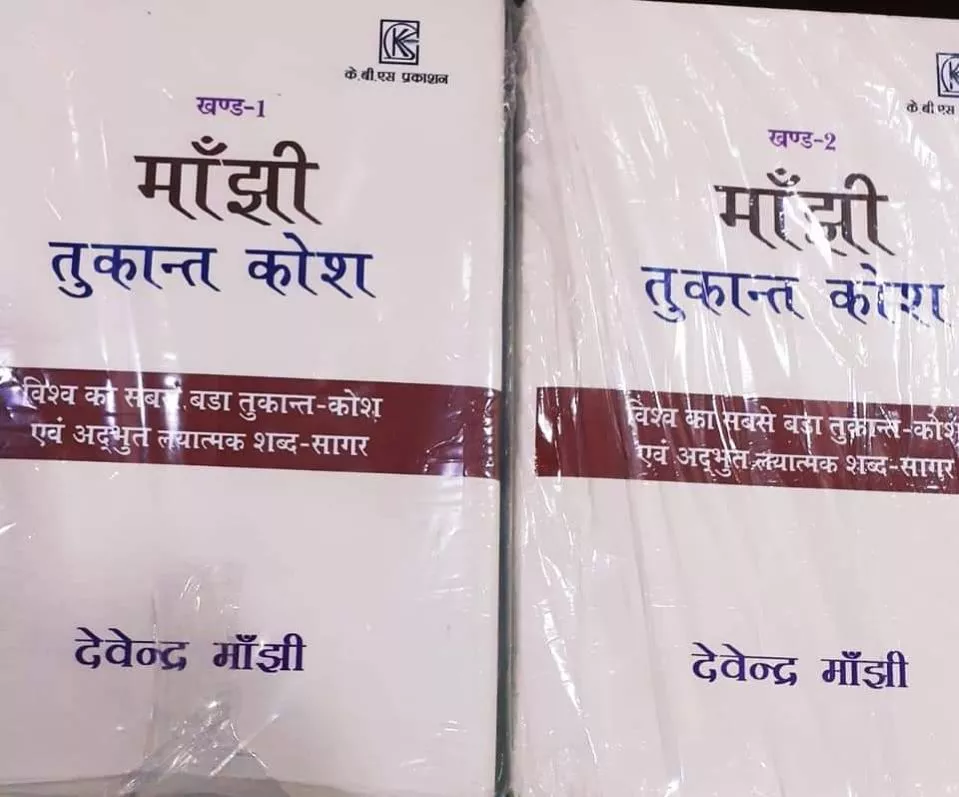 के.बी.एस प्रकाशन
खण्ड-1
माँझी
तुकान्त कोश
विश्व का सबसे बडा तुकान्त-कोश
एवं अद्‌भुत लयात्मक शब्द-सागर
देवेन्द्र माँझी
के.बी.एस
खण्ड-2
माँझी
तुकान्त कोश
विश्व का सबसे बडा तुकान्त-कोश
एवं अद्‌भुत लयात्मक शब्द-सागर
देवेन्द्र माँझी